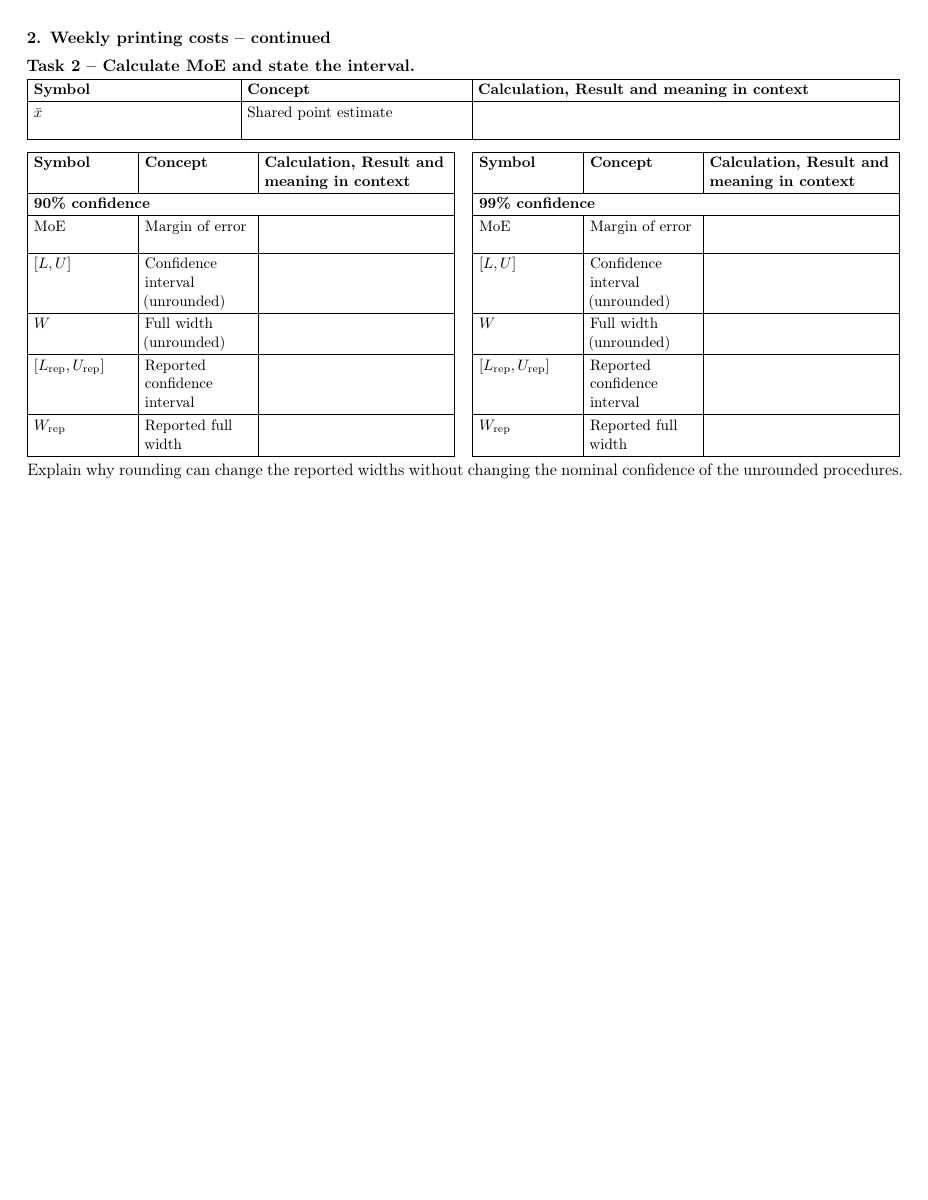 2. Weekly printing costs – continued
Task 2 – Calculate MoE and state the interval.
Symbol Concept Calculation, Result and meaning in context
x̄ Shared point estimate
Symbol Concept Calculation, Result and
meaning in context
90% confidence
MoE Margin of error
[L, U] Confidence
interval
(unrounded)
W Full width
(unrounded)
[L_rep, U_rep] Reported
confidence
interval
W_rep Reported full
width
Symbol Concept Calculation, Result and
meaning in context
99% confidence
MoE Margin of error
[L, U] Confidence
interval
(unrounded)
W Full width
(unrounded)
[L_rep, U_rep] Reported
confidence
interval
W_rep Reported full
width
Explain why rounding can change the reported widths without changing the nominal confidence of the unrounded procedures.